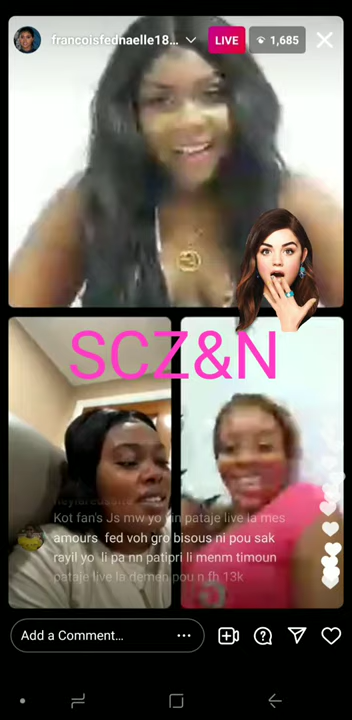 francoisfednaelle18...
LIVE
1,685
SCZ&N
Kot fan's Js mw yo yin pataje live la mes
amours fed voh gro bisous ni pou sak
rayil yo li pa nn patipri li menm timoun
pataje live la demen pou n fh 13k
Add a Comment...